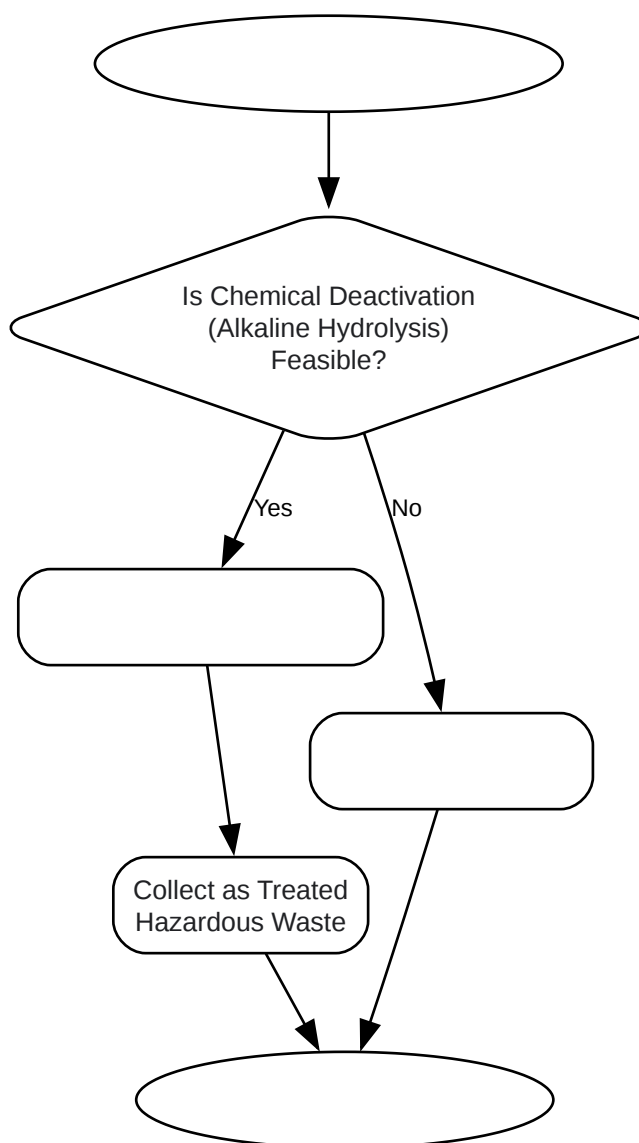 Is Chemical Deactivation
(Alkaline Hydrolysis)
Feasible?
Yes
No
Collect as Treated
Hazardous Waste